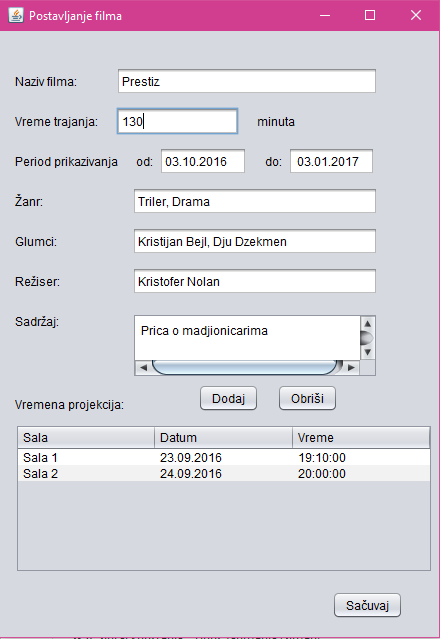 Postavljanje filma
Naziv filma: Prestiz
Vreme trajanja: 130 minuta
Period prikazivanja od: 03.10.2016 do: 03.01.2017
Žanr: Triler, Drama
Glumci: Kristijan Bejl, Dju Dzekmen
Režiser: Kristofer Nolan
Sadržaj: Prica o madjionicarima
Vremena projekcija: Dodaj Obriši
Sala Datum Vreme
Sala 1 23.09.2016 19:10:00
Sala 2 24.09.2016 20:00:00
Sačuvaj